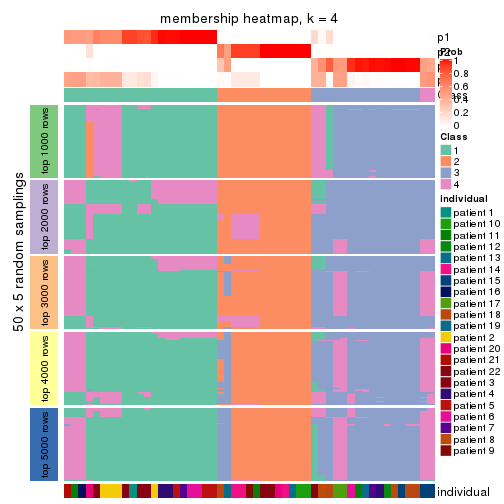 membership heatmap, k = 4
p1
Prob
1
0.8
0.6
0.4
0.2
0
Class
1
2
3
4
individual
patient 1
patient 10
patient 11
patient 12
patient 13
patient 14
patient 15
patient 16
patient 17
patient 18
patient 19
patient 2
patient 20
patient 21
patient 22
patient 3
patient 4
patient 5
patient 6
patient 7
patient 8
patient 9
50 x 5 random samplings
top 1000 rows
top 2000 rows
top 3000 rows
top 4000 rows
top 5000 rows
individual